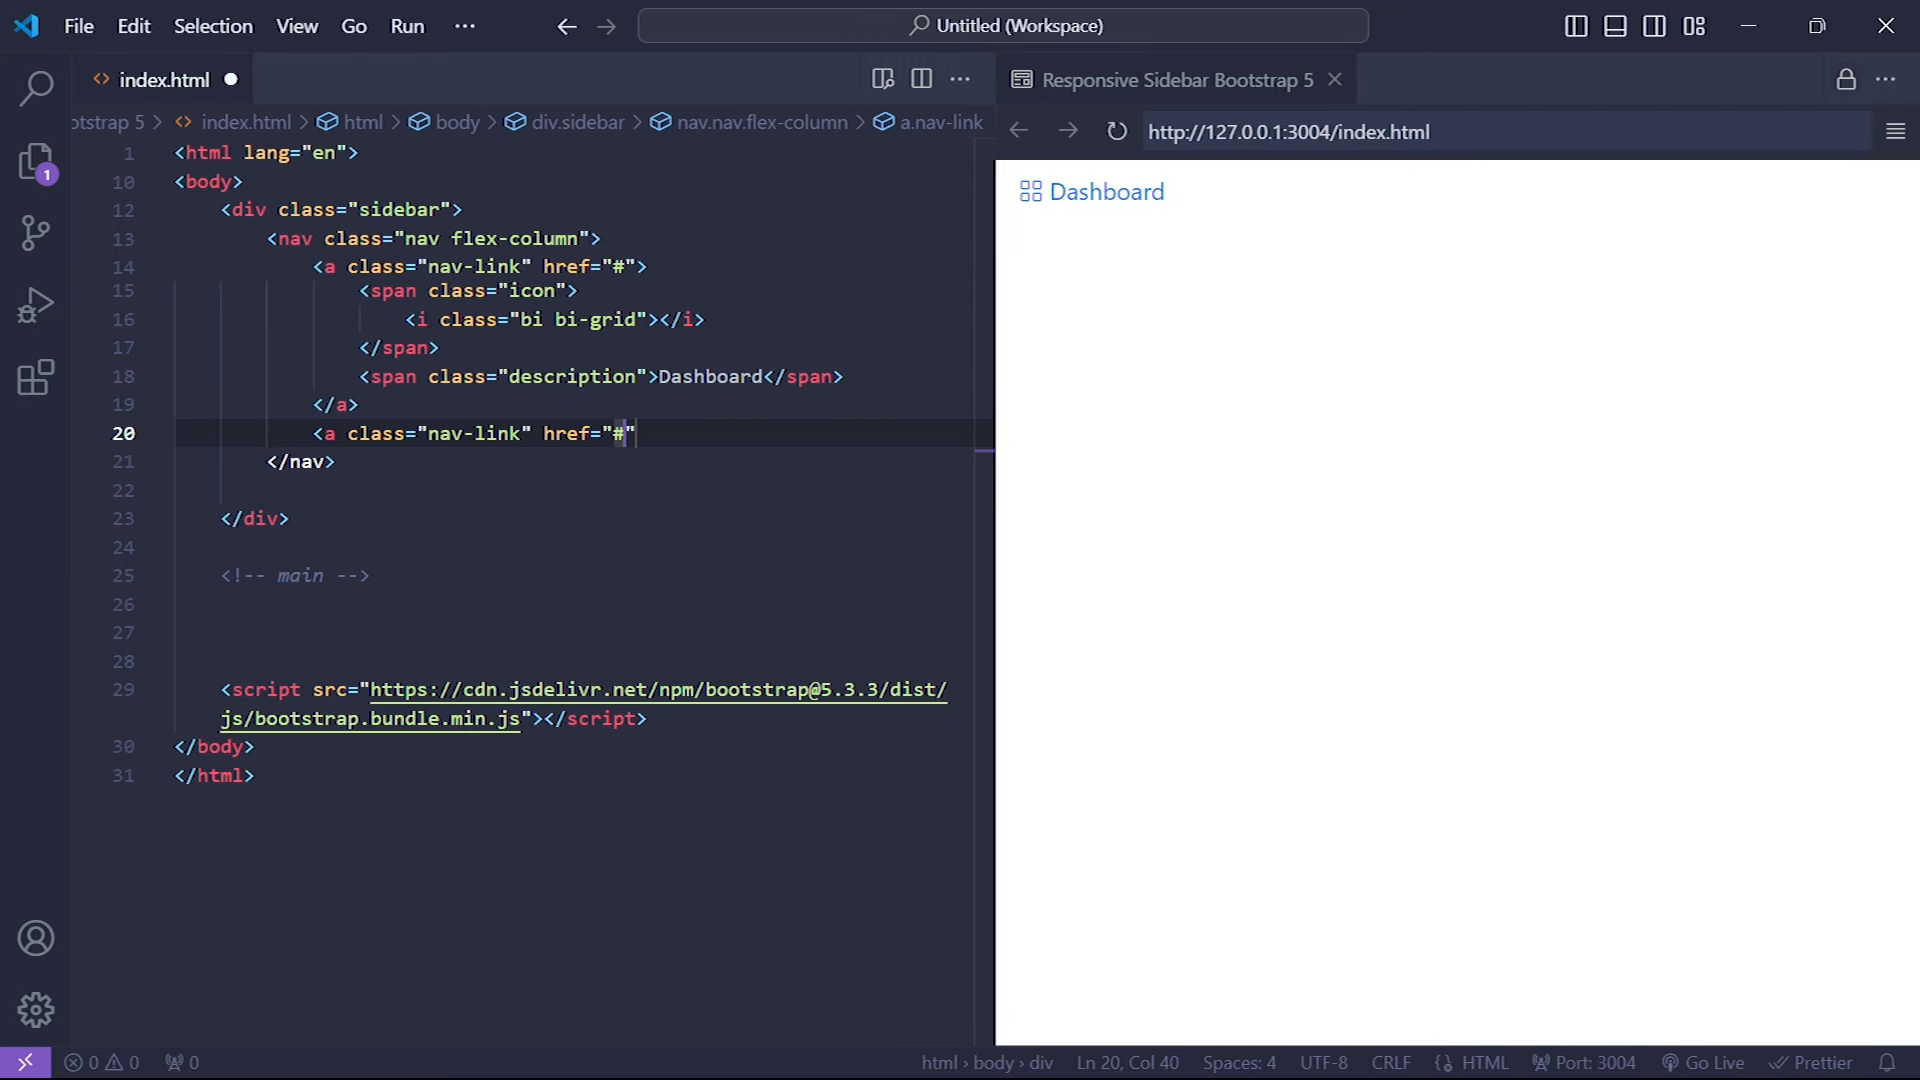 File Edit Selection View Go Run ··· Untitled (Workspace)
index.html
Responsive Sidebar Bootstrap 5
otstrap 5 > index.html > html > body > div.sidebar > nav.nav.flex-column > a.nav-link
http://127.0.0.1:3004/index.html
1 <html lang="en">
10 <body>
12 <div class="sidebar">
13 <nav class="nav flex-column">
14 <a class="nav-link" href="#">
15 <span class="icon">
16 <i class="bi bi-grid"></i>
17 </span>
18 <span class="description">Dashboard</span>
19 </a>
20 <a class="nav-link" href="#"
21 </nav>
22
23 </div>
24
25 <!-- main -->
26
27
28
29 <script src="https://cdn.jsdelivr.net/npm/bootstrap@5.3.3/dist/
js/bootstrap.bundle.min.js"></script>
30 </body>
31 </html>
Dashboard
1
0 0 0 html › body › div Ln 20, Col 40 Spaces: 4 UTF-8 CRLF HTML Port: 3004 Go Live Prettier